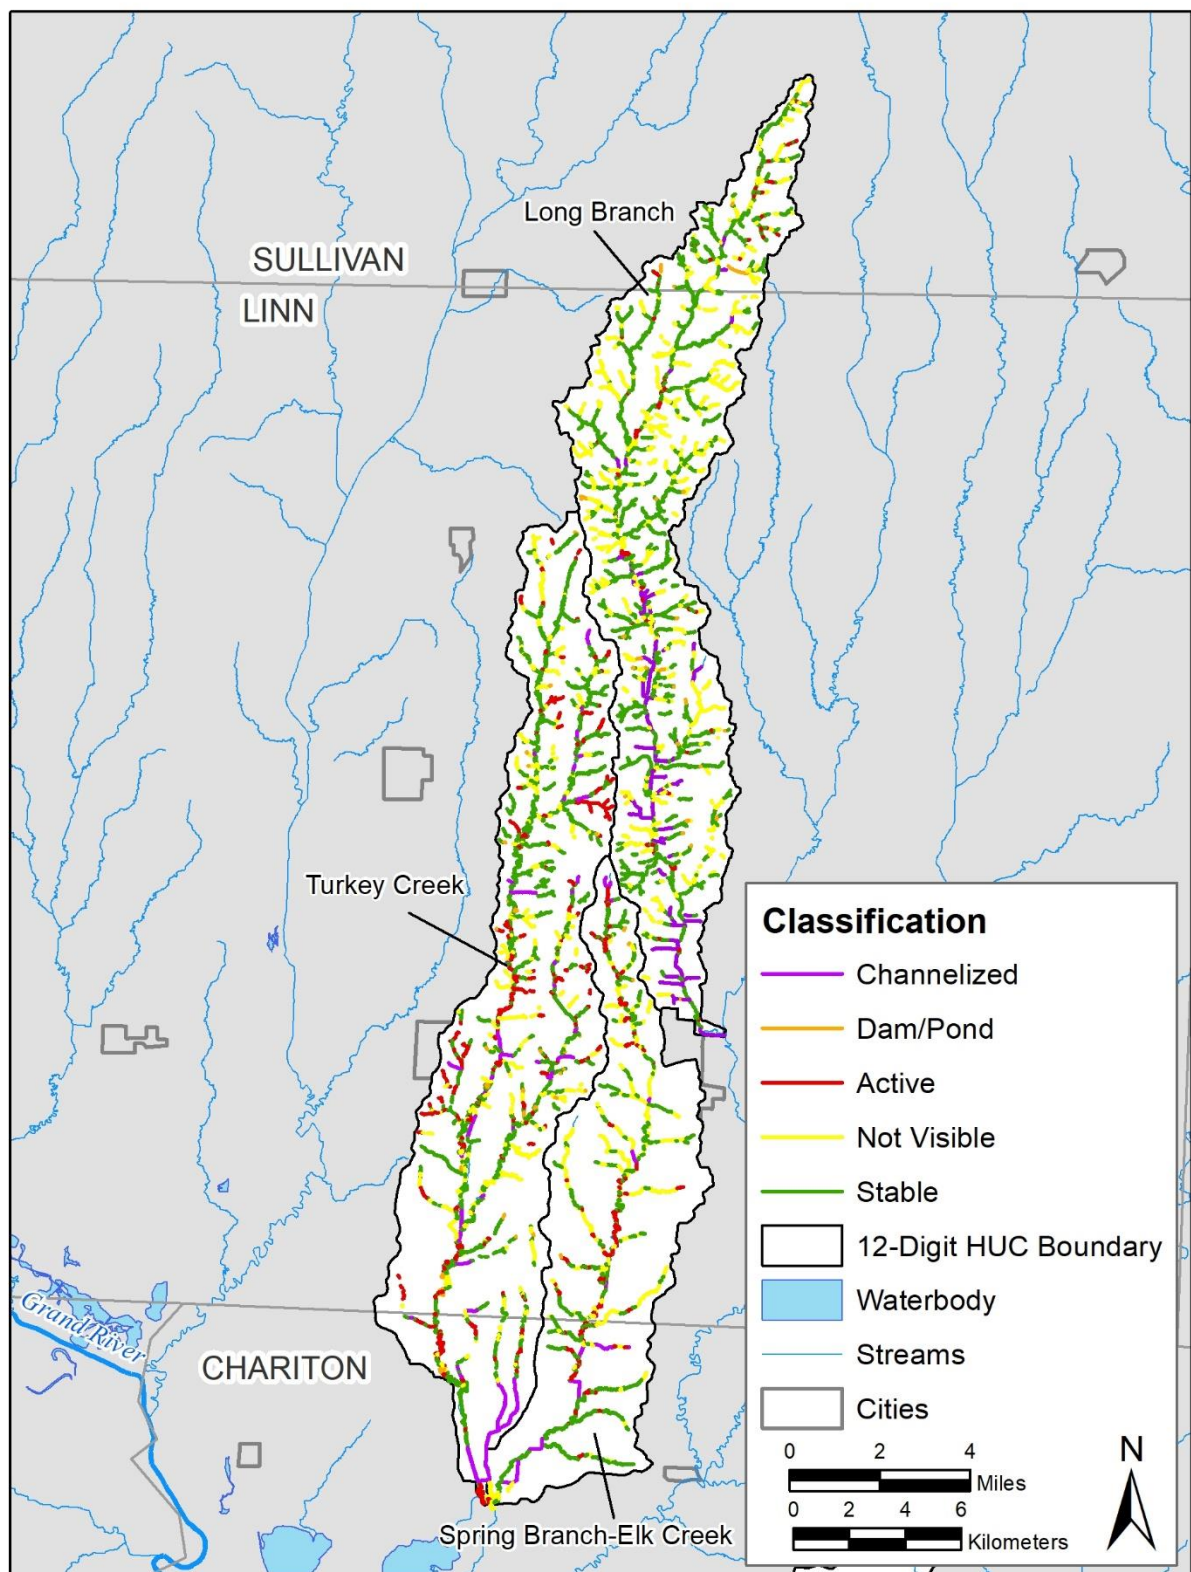 Long Branch
SULLIVAN
LINN
Turkey Creek
Classification
Channelized
Dam/Pond
Active
Not Visible
Stable
12-Digit HUC Boundary
Waterbody
Streams
Cities
0 2 4
Miles
0 2 4 6
Kilometers
N
Grand River
CHARITON
Spring Branch-Elk Creek